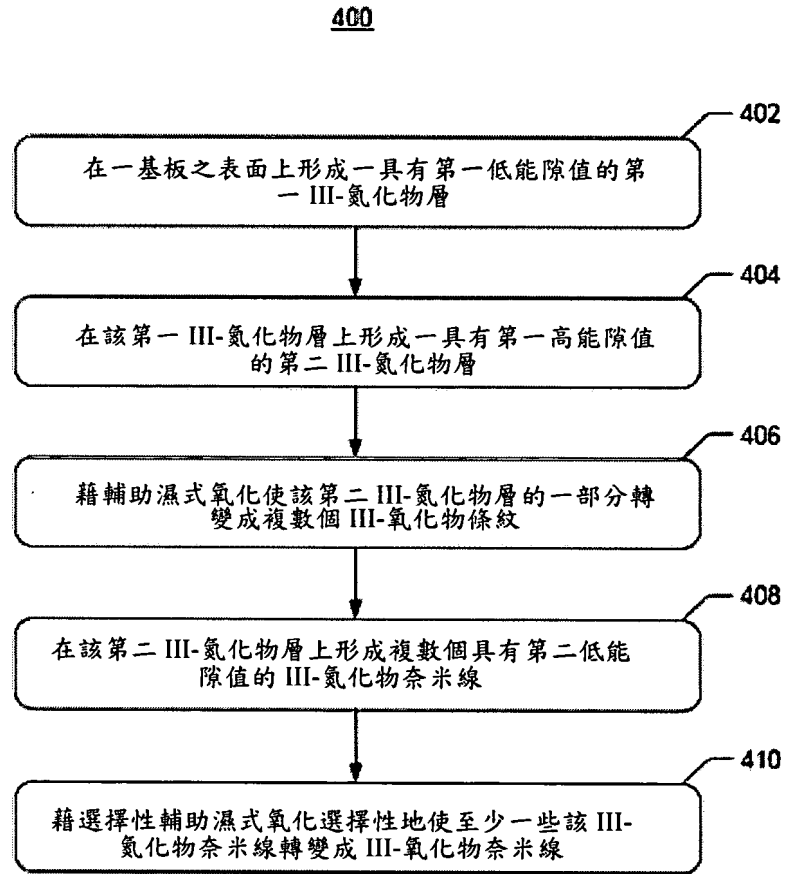 400
402
在一基板之表面上形成一具有第一低能隙值的第
一 III-氮化物層
404
在該第一 III-氮化物層上形成一具有第一高能隙值
的第二 III-氮化物層
406
藉輔助濕式氧化使該第二 III-氮化物層的一部分轉
變成複數個 III-氧化物條紋
408
在該第二 III-氮化物層上形成複數個具有第二低能
隙值的 III-氮化物奈米線
410
藉選擇性輔助濕式氧化選擇性地使至少一些該 III-
氮化物奈米線轉變成 III-氧化物奈米線